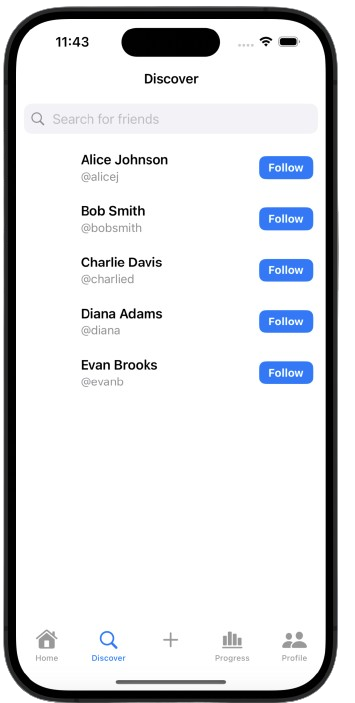 11:43
Discover
Search for friends
Alice Johnson
@alicej
Follow
Bob Smith
@bobsmith
Follow
Charlie Davis
@charlied
Follow
Diana Adams
@diana
Follow
Evan Brooks
@evanb
Follow
Home
Discover
Progress
Profile